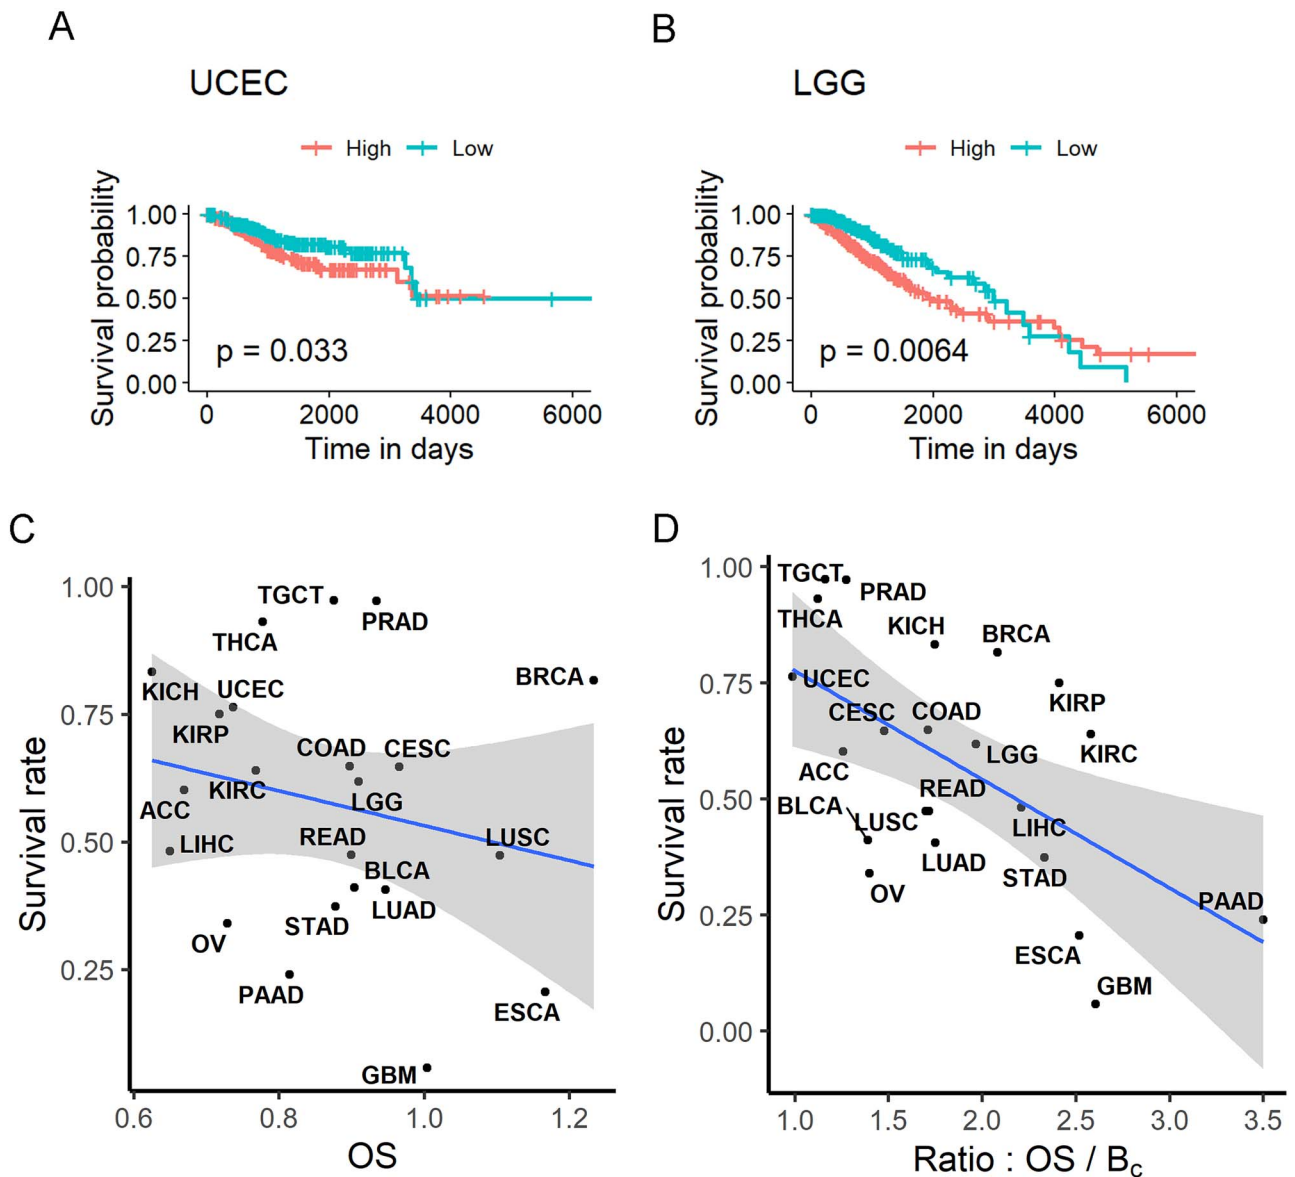 A
UCEC
High Low
Survival probability
1.00
0.75
0.50
0.25
0.00
p = 0.033
0 2000 4000 6000
Time in days
B
LGG
High Low
Survival probability
1.00
0.75
0.50
0.25
0.00
p = 0.0064
0 2000 4000 6000
Time in days
C
Survival rate
1.00
0.75
0.50
0.25
TGCT
PRAD
THCA
BRCA
KICH
UCEC
KIRP
COAD
CESC
KIRC
LGG
ACC
READ
LUSC
LIHC
BLCA
LUAD
STAD
OV
PAAD
ESCA
GBM
0.6 0.8 1.0 1.2
OS
D
Survival rate
1.00
0.75
0.50
0.25
0.00
TGCT
PRAD
THCA
KICH
BRCA
UCEC
KIRP
CESC
COAD
LGG
KIRC
ACC
READ
BLCA
LUSC
LIHC
LUAD
STAD
OV
PAAD
ESCA
GBM
1.0 1.5 2.0 2.5 3.0 3.5
Ratio : OS / Bc